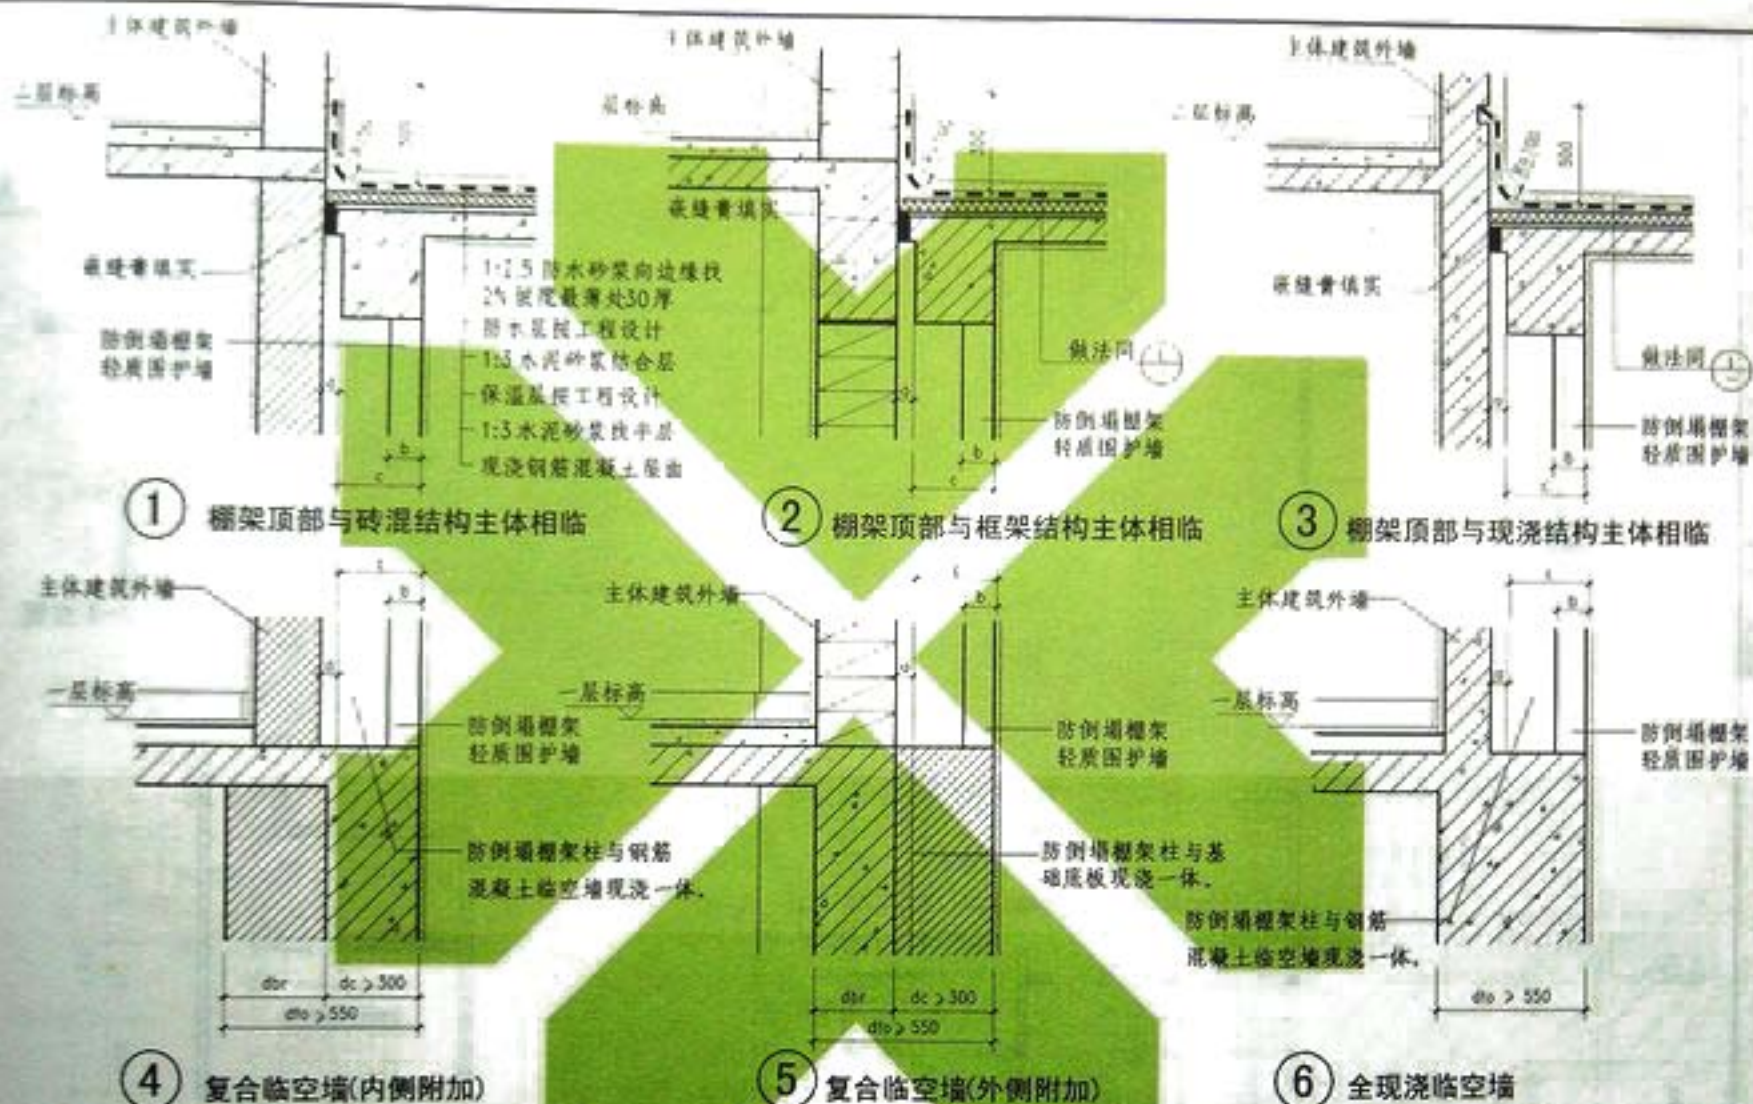 主体建筑外墙
二层标高
嵌缝膏填实
防倒塌棚架
轻质围护墙
1:2.5 防水砂浆向边缘找
2% 坡度最薄处30厚
防水层按工程设计
1:3 水泥砂浆结合层
保温层按工程设计
1:3 水泥砂浆找平层
现浇钢筋混凝土屋面
a
b
c
① 棚架顶部与砖混结构主体相临
主体建筑外墙
层标高
嵌缝膏填实
做法同
防倒塌棚架
轻质围护墙
a
b
c
② 棚架顶部与框架结构主体相临
主体建筑外墙
二层标高
500
嵌缝膏填实
做法同
防倒塌棚架
轻质围护墙
a
b
c
③ 棚架顶部与现浇结构主体相临
主体建筑外墙
c
b
a
一层标高
防倒塌棚架
轻质围护墙
防倒塌棚架柱与钢筋
混凝土临空墙现浇一体。
dbr
dc ≥ 300
dto ≥ 550
④ 复合临空墙(内侧附加)
主体建筑外墙
c
b
a
一层标高
防倒塌棚架
轻质围护墙
防倒塌棚架柱与基
础底板现浇一体。
dbr
dc ≥ 300
dto ≥ 550
⑤ 复合临空墙(外侧附加)
主体建筑外墙
c
b
a
一层标高
防倒塌棚架
轻质围护墙
防倒塌棚架柱与钢筋
混凝土临空墙现浇一体。
dto ≥ 550
⑥ 全现浇临空墙